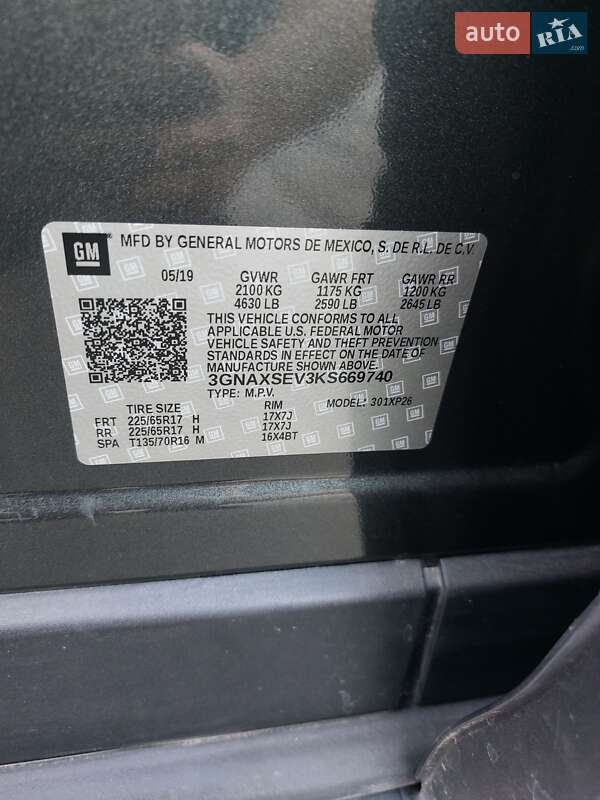 auto RIA.com
GM MFD BY GENERAL MOTORS DE MEXICO, S. DE R.L. DE C.V.
05/19 GVWR GAWR FRT GAWR RR
2100 KG 1175 KG 1200 KG
4630 LB 2590 LB 2645 LB
THIS VEHICLE CONFORMS TO ALL
APPLICABLE U.S. FEDERAL MOTOR
VEHICLE SAFETY AND THEFT PREVENTION
STANDARDS IN EFFECT ON THE DATE OF
MANUFACTURE SHOWN ABOVE.
3GNAXSEV3KS669740
TYPE: M.P.V. MODEL: 301XP26
TIRE SIZE RIM
FRT 225/65R17 H 17X7J
RR 225/65R17 H 17X7J
SPA T135/70R16 M 16X4BT